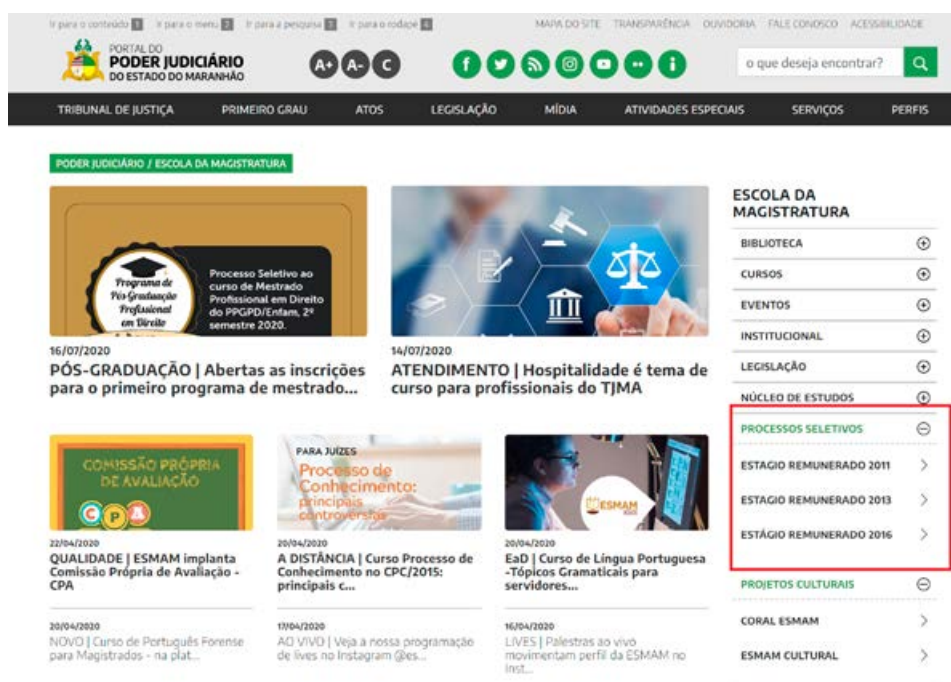 Ir para o conteúdo 1 Ir para o menu 2 Ir para a pesquisa 3 Ir para o rodapé 4
MAPA DO SITE TRANSPARÊNCIA OUVIDORIA FALE CONOSCO ACESSIBILIDADE
PORTAL DO
PODER JUDICIÁRIO
DO ESTADO DO MARANHÃO
A+ A- C
o que deseja encontrar?
TRIBUNAL DE JUSTIÇA PRIMEIRO GRAU ATOS LEGISLAÇÃO MÍDIA ATIVIDADES ESPECIAIS SERVIÇOS PERFIS
PODER JUDICIÁRIO / ESCOLA DA MAGISTRATURA
Programa de
Pós-Graduação
Profissional
em Direito
Processo Seletivo ao
curso de Mestrado
Profissional em Direito
do PPGPD/Enfam, 2º
semestre 2020.
16/07/2020
PÓS-GRADUAÇÃO | Abertas as inscrições
para o primeiro programa de mestrado...
14/07/2020
ATENDIMENTO | Hospitalidade é tema de
curso para profissionais do TJMA
COMISSÃO PRÓPRIA
DE AVALIAÇÃO
C P A
22/04/2020
QUALIDADE | ESMAM implanta
Comissão Própria de Avaliação -
CPA
PARA JUÍZES
Processo de
Conhecimento:
principais
controvérsias
20/04/2020
A DISTÂNCIA | Curso Processo de
Conhecimento no CPC/2015:
principais c...
ESMAM
20/04/2020
EaD | Curso de Língua Portuguesa
-Tópicos Gramaticais para
servidores...
20/04/2020
NOVO | Curso de Português Forense
para Magistrados - na plat...
17/04/2020
AO VIVO | Veja a nossa programação
de lives no Instagram @es...
16/04/2020
LIVES | Palestras ao vivo
movimentam perfil da ESMAM no
Inst...
ESCOLA DA
MAGISTRATURA
BIBLIOTECA
CURSOS
EVENTOS
INSTITUCIONAL
LEGISLAÇÃO
NÚCLEO DE ESTUDOS
PROCESSOS SELETIVOS
ESTAGIO REMUNERADO 2011
ESTAGIO REMUNERADO 2013
ESTÁGIO REMUNERADO 2016
PROJETOS CULTURAIS
CORAL ESMAM
ESMAM CULTURAL